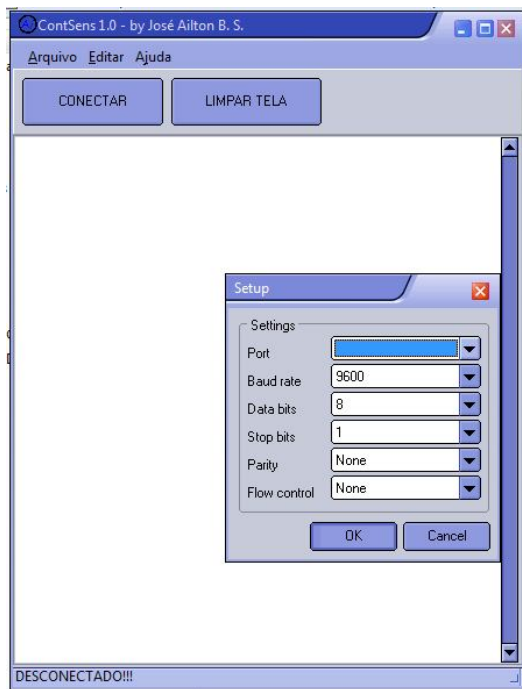 ContSens 1.0 - by José Ailton B. S.
Arquivo Editar Ajuda
CONECTAR LIMPAR TELA
Setup
Settings
Port
Baud rate 9600
Data bits 8
Stop bits 1
Parity None
Flow control None
OK Cancel
DESCONECTADO!!!